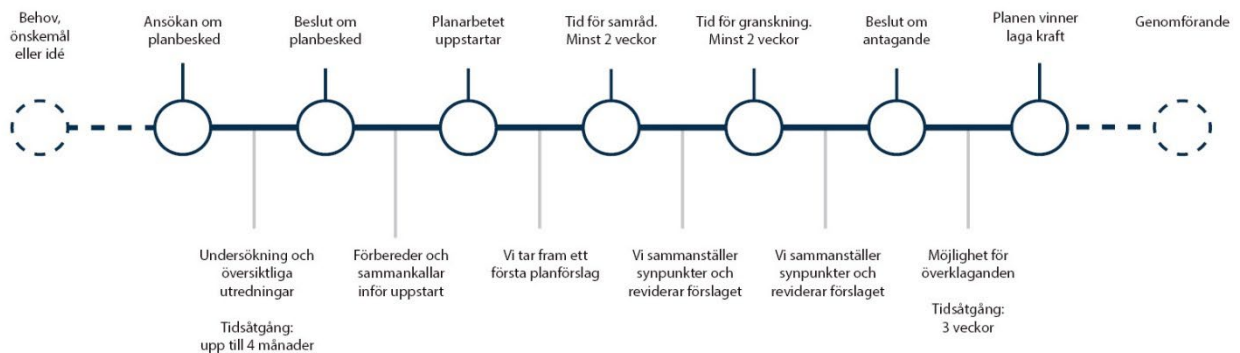 Behov,
önskemål
eller idé
Ansökan om
planbesked
Beslut om
planbesked
Planarbetet
uppstartar
Tid för samråd.
Minst 2 veckor
Tid för granskning.
Minst 2 veckor
Beslut om
antagande
Planen vinner
laga kraft
Genomförande
Undersökning och
översiktliga
utredningar
Tidsåtgång:
upp till 4 månader
Förbereder och
sammankallar
inför uppstart
Vi tar fram ett
första planförslag
Vi sammanställer
synpunkter och
reviderar förslaget
Vi sammanställer
synpunkter och
reviderar förslaget
Möjlighet för
överklaganden
Tidsåtgång:
3 veckor